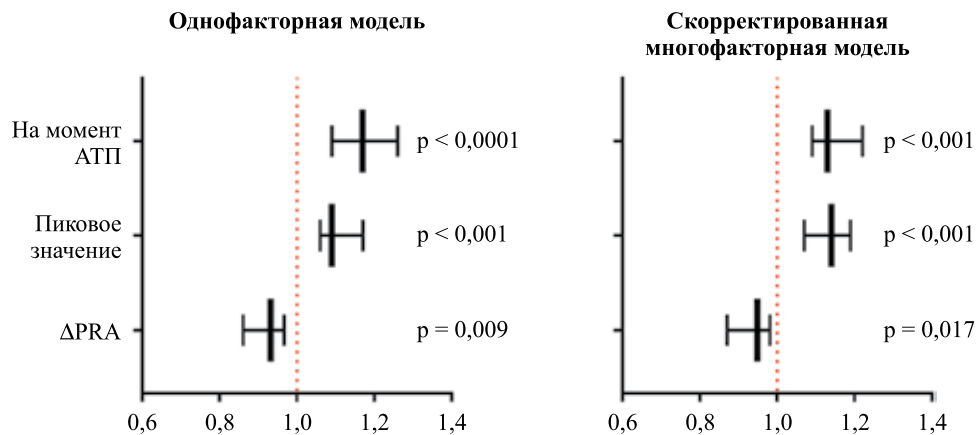 Однофакторная модель
Скорректированная
многофакторная модель
На момент
АТП
p < 0,0001
p < 0,001
Пиковое
значение
p < 0,001
p < 0,001
ΔPRA
p = 0,009
p = 0,017
0,6 0,8 1,0 1,2 1,4
0,6 0,8 1,0 1,2 1,4